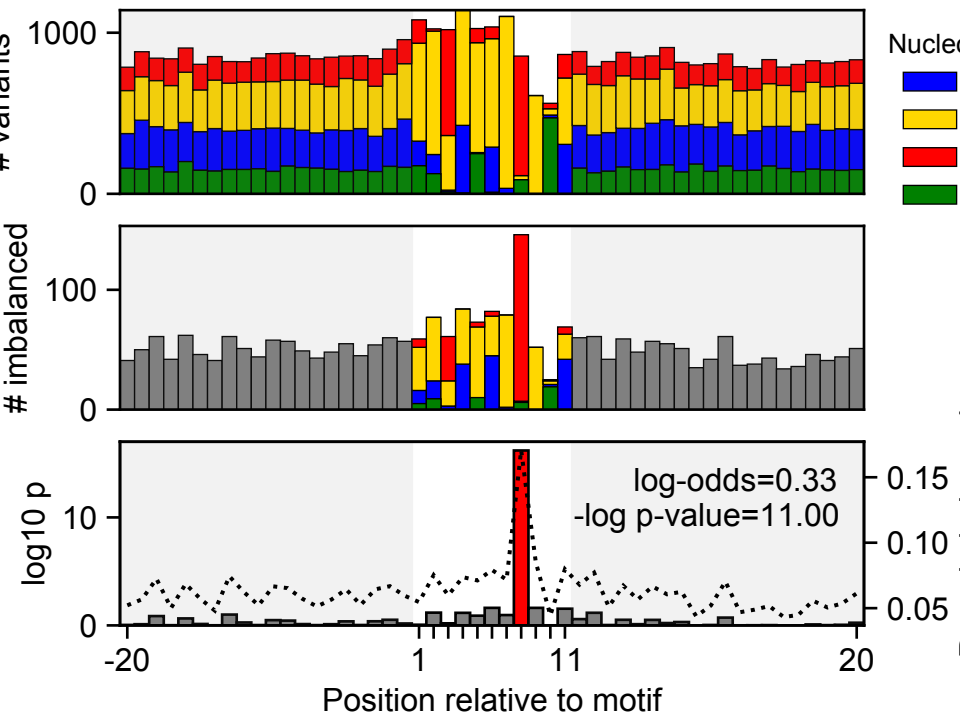 # variants
1000
0
Nucleo
# imbalanced
100
0
log10 p
10
0
log-odds=0.33
-log p-value=11.00
0.15
0.10
0.05
-20
1
11
20
Position relative to motif